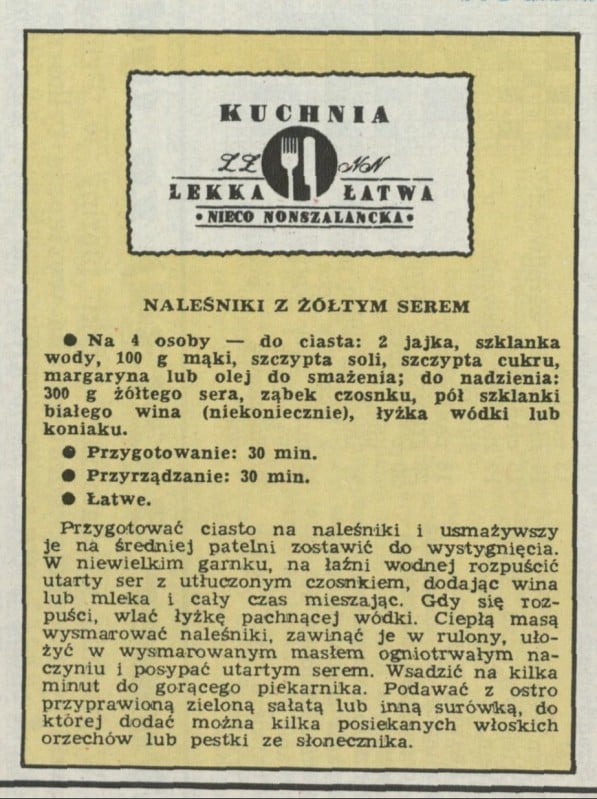 KUCHNIA
ŁŁ NN
LEKKA ŁATWA
• NIECO NONSZALANCKA •
NALEŚNIKI Z ŻÓŁTYM SEREM
● Na 4 osoby — do ciasta: 2 jajka, szklanka
wody, 100 g mąki, szczypta soli, szczypta cukru,
margaryna lub olej do smażenia; do nadzienia:
300 g żółtego sera, ząbek czosnku, pół szklanki
białego wina (niekoniecznie), łyżka wódki lub
koniaku.
● Przygotowanie: 30 min.
● Przyrządzanie: 30 min.
● Łatwe.
Przygotować ciasto na naleśniki i usmażywszy
je na średniej patelni zostawić do wystygnięcia.
W niewielkim garnku, na łaźni wodnej rozpuścić
utarty ser z utłuczonym czosnkiem, dodając wina
lub mleka i cały czas mieszając. Gdy się roz-
puści, wlać łyżkę pachnącej wódki. Ciepłą masą
wysmarować naleśniki, zawinąć je w rulony, uło-
żyć w wysmarowanym masłem ogniotrwałym na-
czyniu i posypać utartym serem. Wsadzić na kilka
minut do gorącego piekarnika. Podawać z ostro
przyprawioną zieloną sałatą lub inną surówką, do
której dodać można kilka posiekanych włoskich
orzechów lub pestki ze słonecznika.